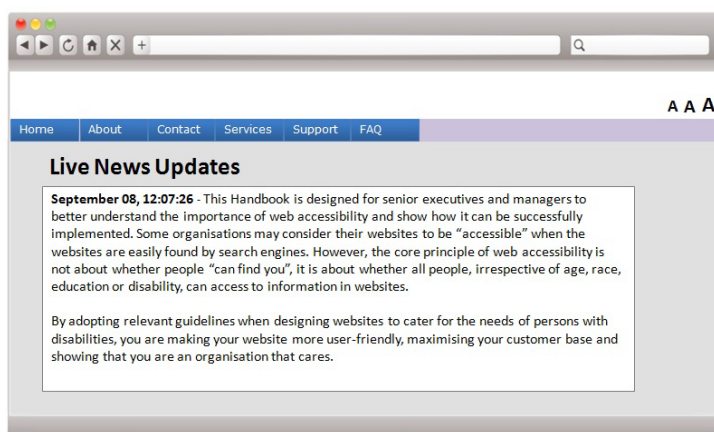 A A A
Home About Contact Services Support FAQ
Live News Updates
September 08, 12:07:26 - This Handbook is designed for senior executives and managers to
better understand the importance of web accessibility and show how it can be successfully
implemented. Some organisations may consider their websites to be “accessible” when the
websites are easily found by search engines. However, the core principle of web accessibility is
not about whether people “can find you”, it is about whether all people, irrespective of age, race,
education or disability, can access to information in websites.
By adopting relevant guidelines when designing websites to cater for the needs of persons with
disabilities, you are making your website more user-friendly, maximising your customer base and
showing that you are an organisation that cares.